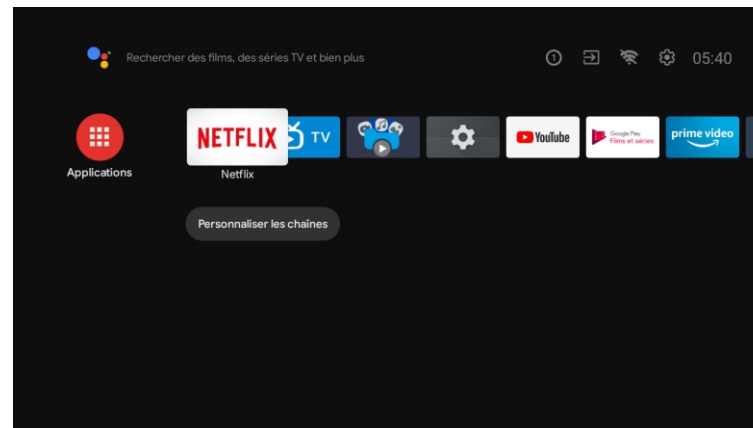 Rechercher des films, des séries TV et bien plus
1
05:40
NETFLIX
TV
YouTube
Google Play
Films et séries
prime video
Applications
Netflix
Personnaliser les chaînes